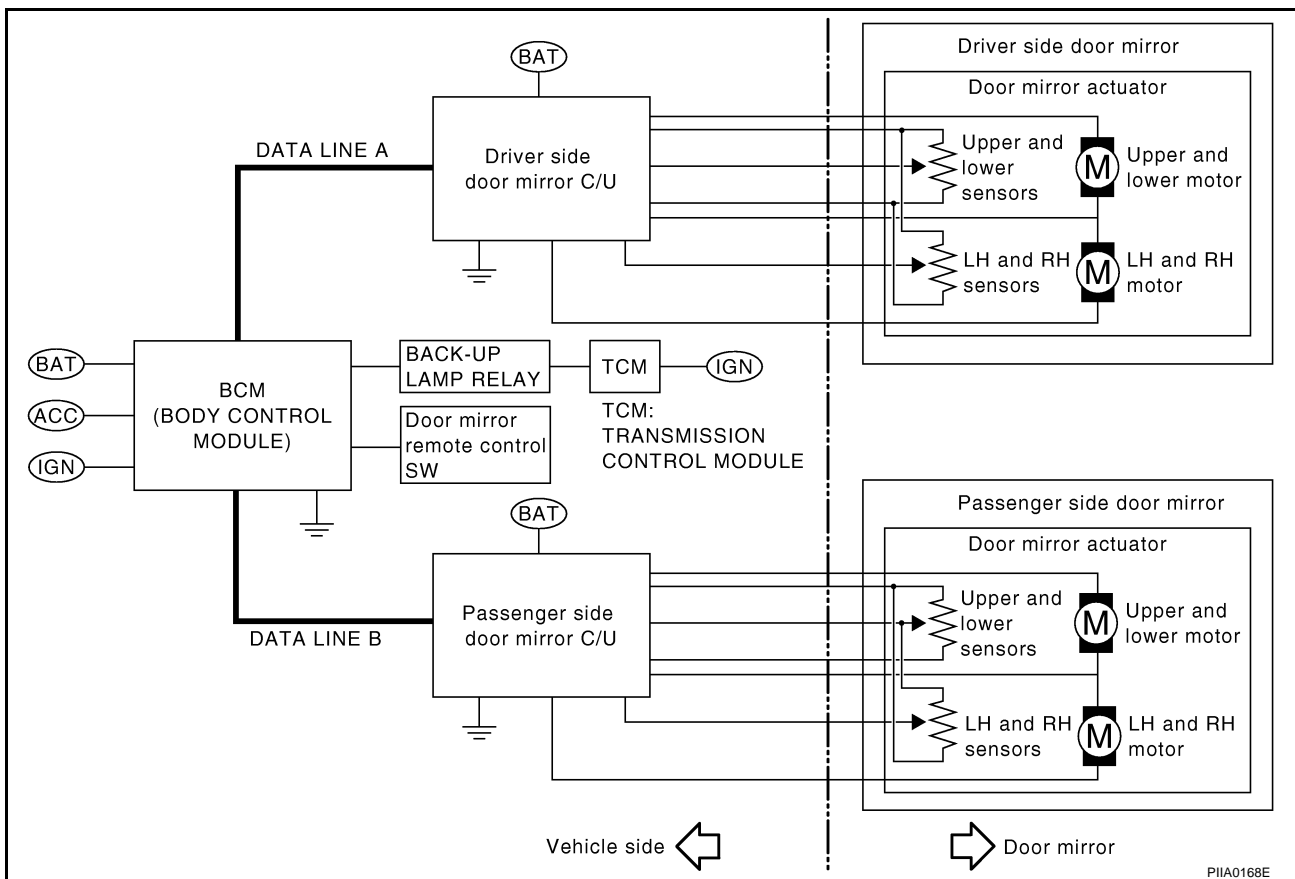 BAT
Driver side door mirror
Door mirror actuator
DATA LINE A
Driver side
door mirror C/U
Upper and
lower
sensors
M
Upper and
lower motor
LH and RH
sensors
M
LH and RH
motor
BAT
ACC
IGN
BCM
(BODY CONTROL
MODULE)
BACK-UP
LAMP RELAY
TCM
IGN
Door mirror
remote control
SW
TCM:
TRANSMISSION
CONTROL MODULE
BAT
Passenger side door mirror
Door mirror actuator
DATA LINE B
Passenger side
door mirror C/U
Upper and
lower
sensors
M
Upper and
lower motor
LH and RH
sensors
M
LH and RH
motor
Vehicle side
Door mirror
PIIA0168E